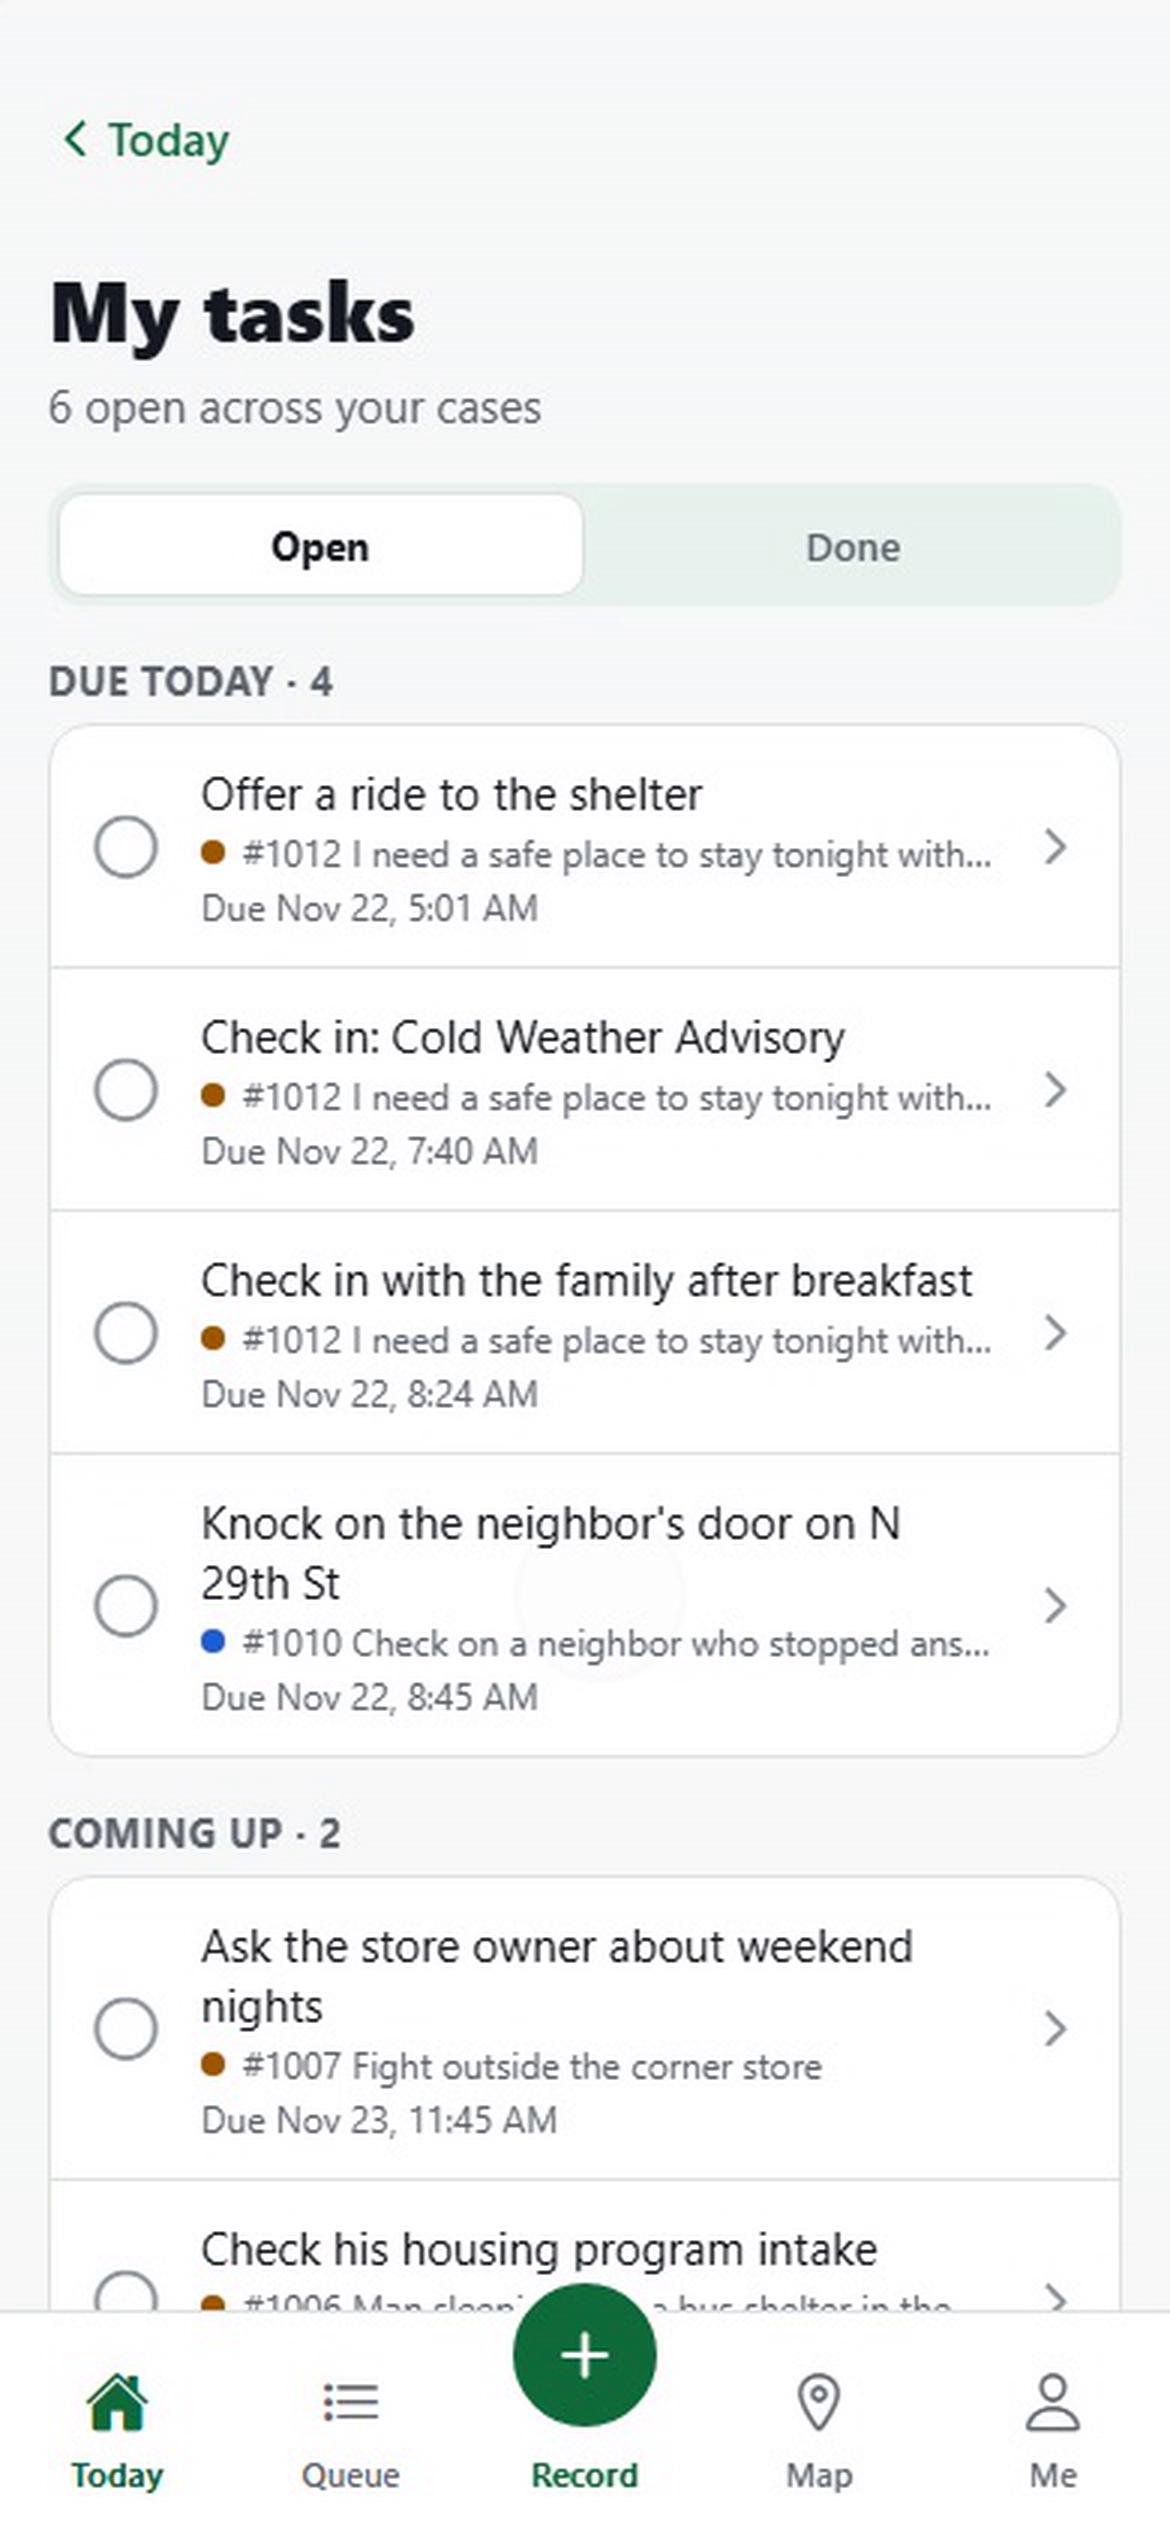 Today
My tasks
6 open across your cases
Open
Done
DUE TODAY · 4
Offer a ride to the shelter
#1012 I need a safe place to stay tonight with...
Due Nov 22, 5:01 AM
Check in: Cold Weather Advisory
#1012 I need a safe place to stay tonight with...
Due Nov 22, 7:40 AM
Check in with the family after breakfast
#1012 I need a safe place to stay tonight with...
Due Nov 22, 8:24 AM
Knock on the neighbor's door on N
29th St
#1010 Check on a neighbor who stopped ans...
Due Nov 22, 8:45 AM
COMING UP · 2
Ask the store owner about weekend
nights
#1007 Fight outside the corner store
Due Nov 23, 11:45 AM
Check his housing program intake
#1006 Man a bus shelter in the
Today
Queue
Record
Map
Me